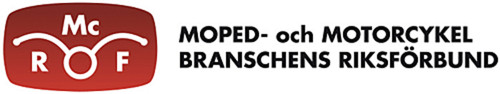 Mc
R F
MOPED- och MOTORCYKEL
BRANSCHENS RIKSFÖRBUND